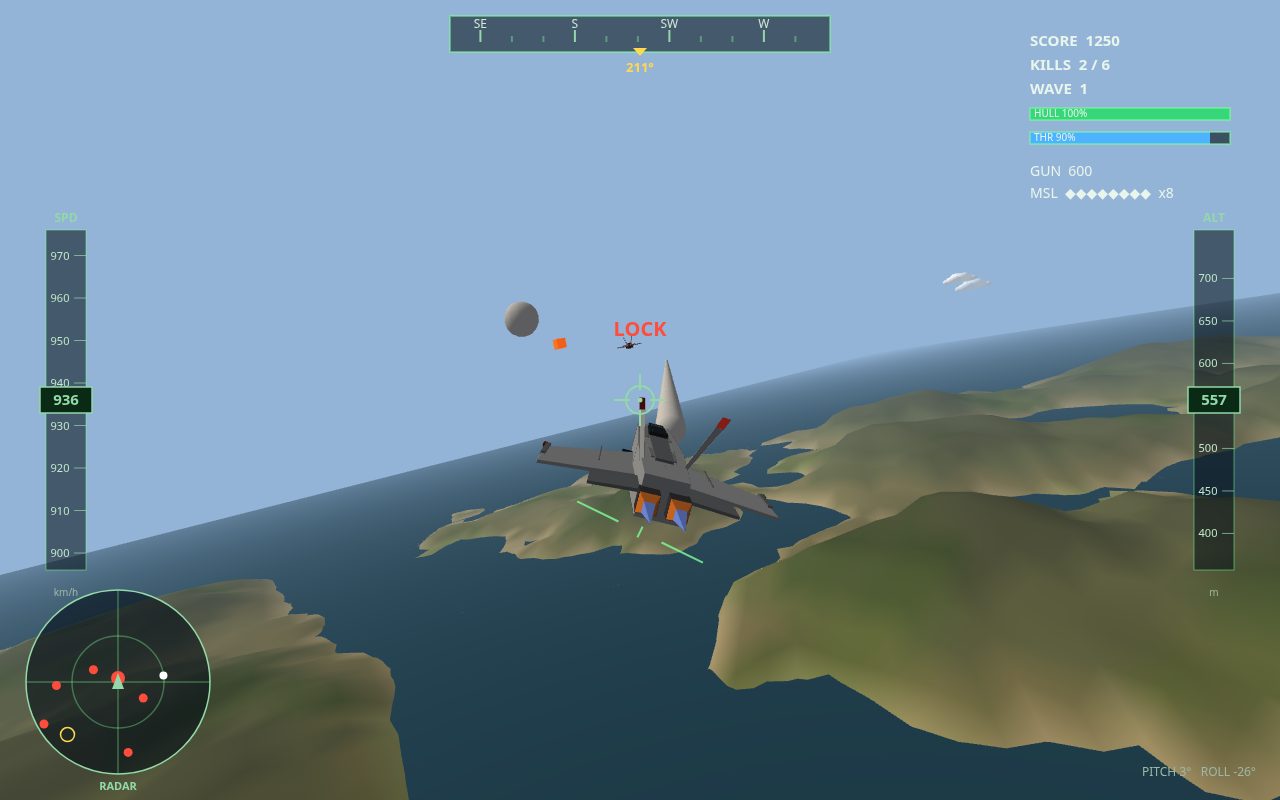 SE S SW W
211°
SCORE 1250
KILLS 2 / 6
WAVE 1
HULL 100%
THR 90%
GUN 600
MSL ◆◆◆◆◆◆◆◆ x8
SPD
970
960
950
940
936
930
920
910
900
km/h
ALT
700
650
600
557
500
450
400
m
LOCK
RADAR
PITCH 3° ROLL -26°